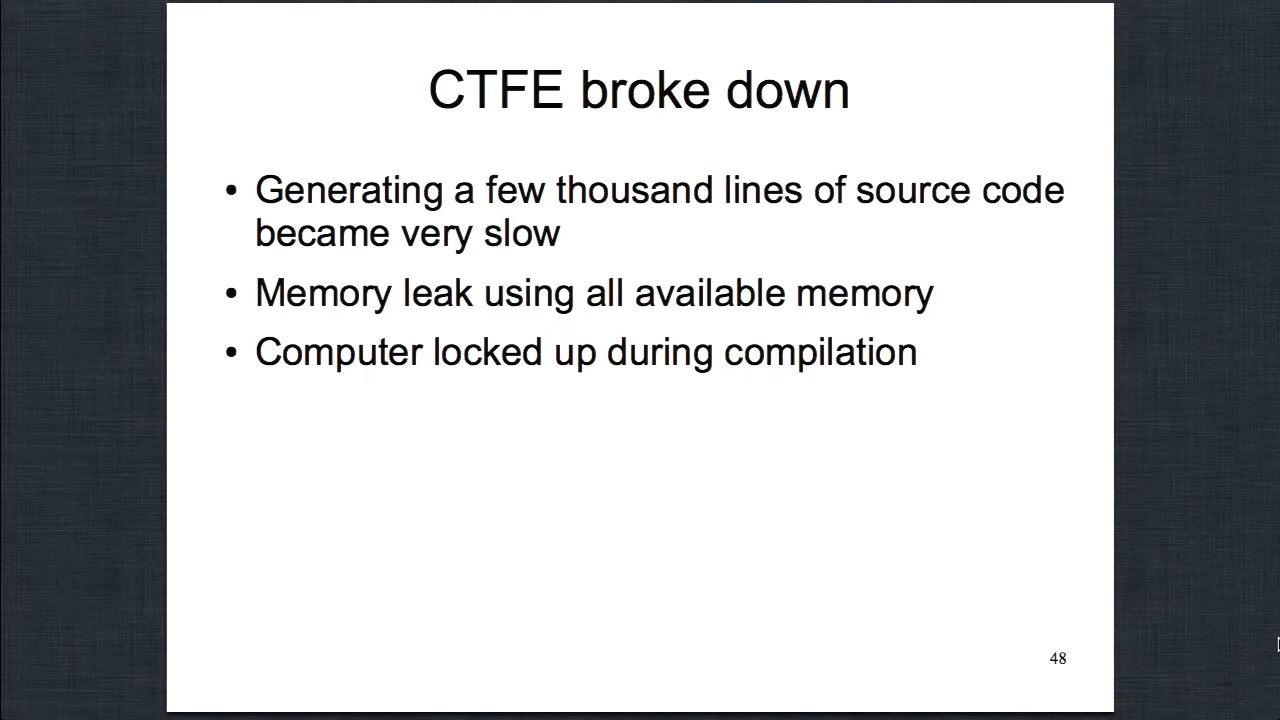 CTFE broke down
• Generating a few thousand lines of source code
became very slow
• Memory leak using all available memory
• Computer locked up during compilation
48